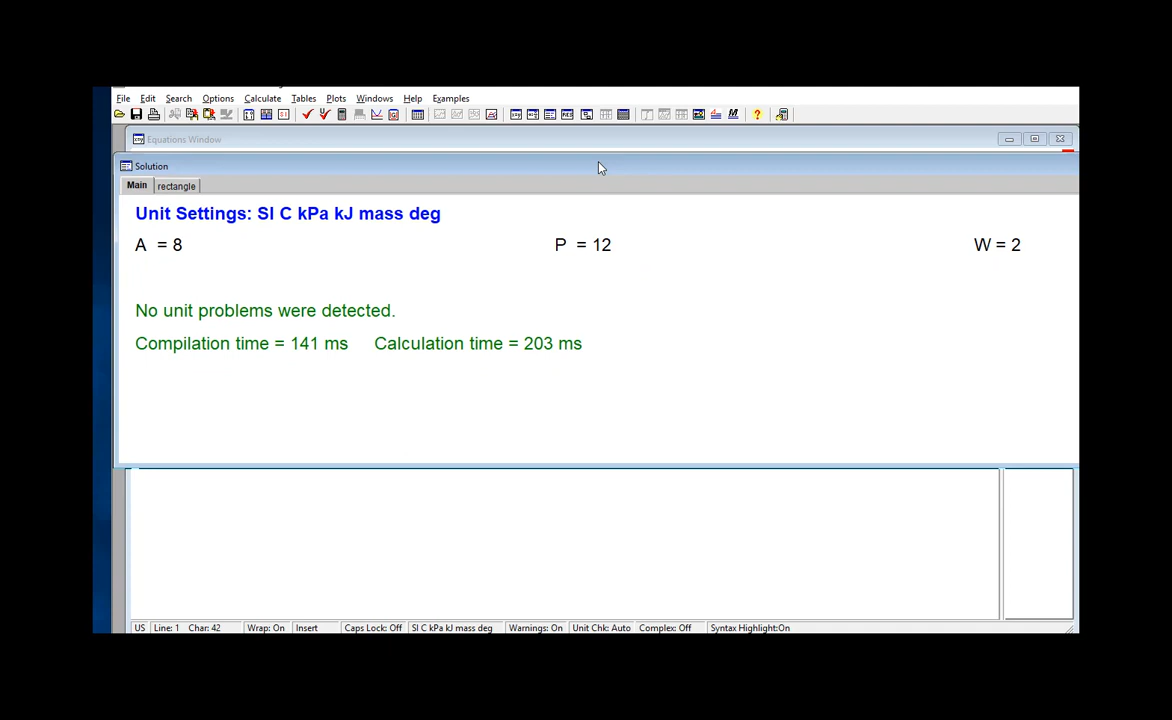 File Edit Search Options Calculate Tables Plots Windows Help Examples
Equations Window
Solution
Main rectangle
Unit Settings: SI C kPa kJ mass deg
A = 8 P = 12 W = 2
No unit problems were detected.
Compilation time = 141 ms Calculation time = 203 ms
US Line: 1 Char: 42 Wrap: On Insert Caps Lock: Off SI C kPa kJ mass deg Warnings: On Unit Chk: Auto Complex: Off Syntax Highlight:On